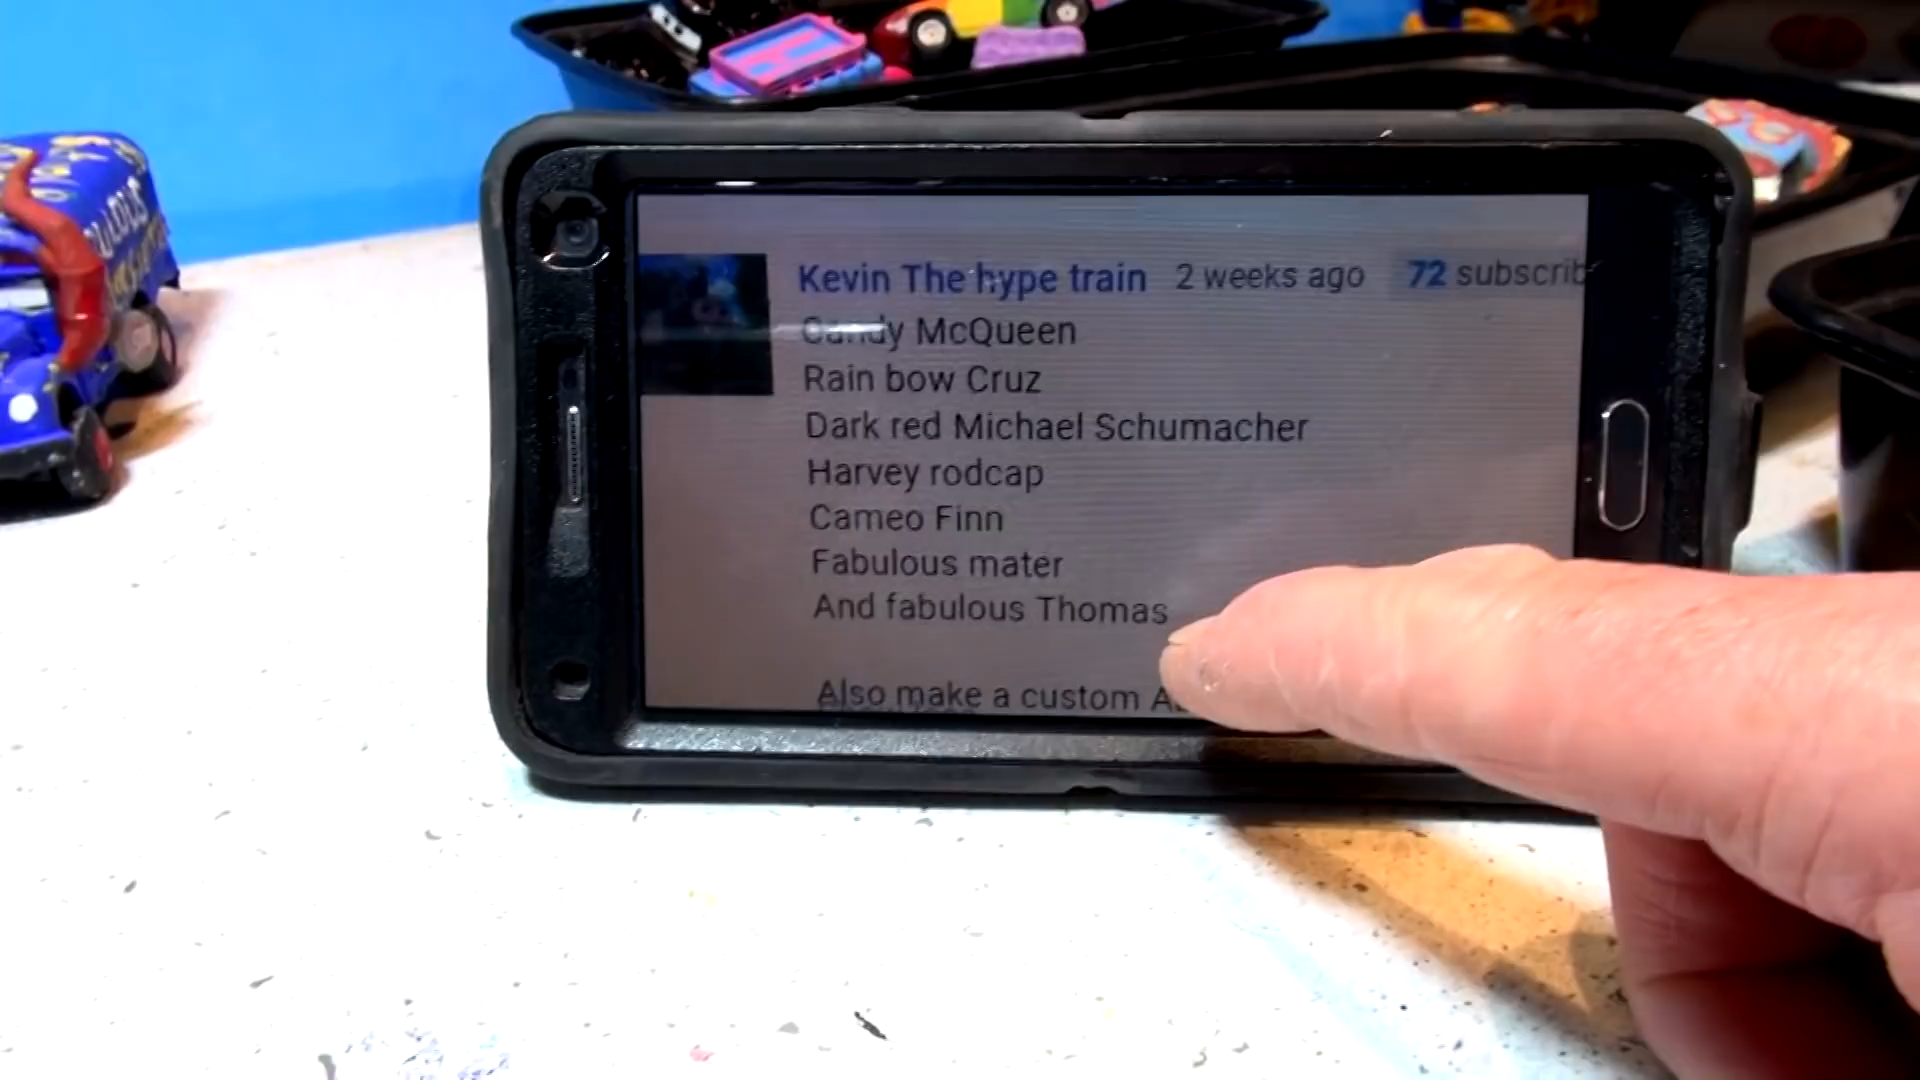 Kevin The hype train 2 weeks ago 72 subscrib
Candy McQueen
Rain bow Cruz
Dark red Michael Schumacher
Harvey rodcap
Cameo Finn
Fabulous mater
And fabulous Thomas
Also make a custom